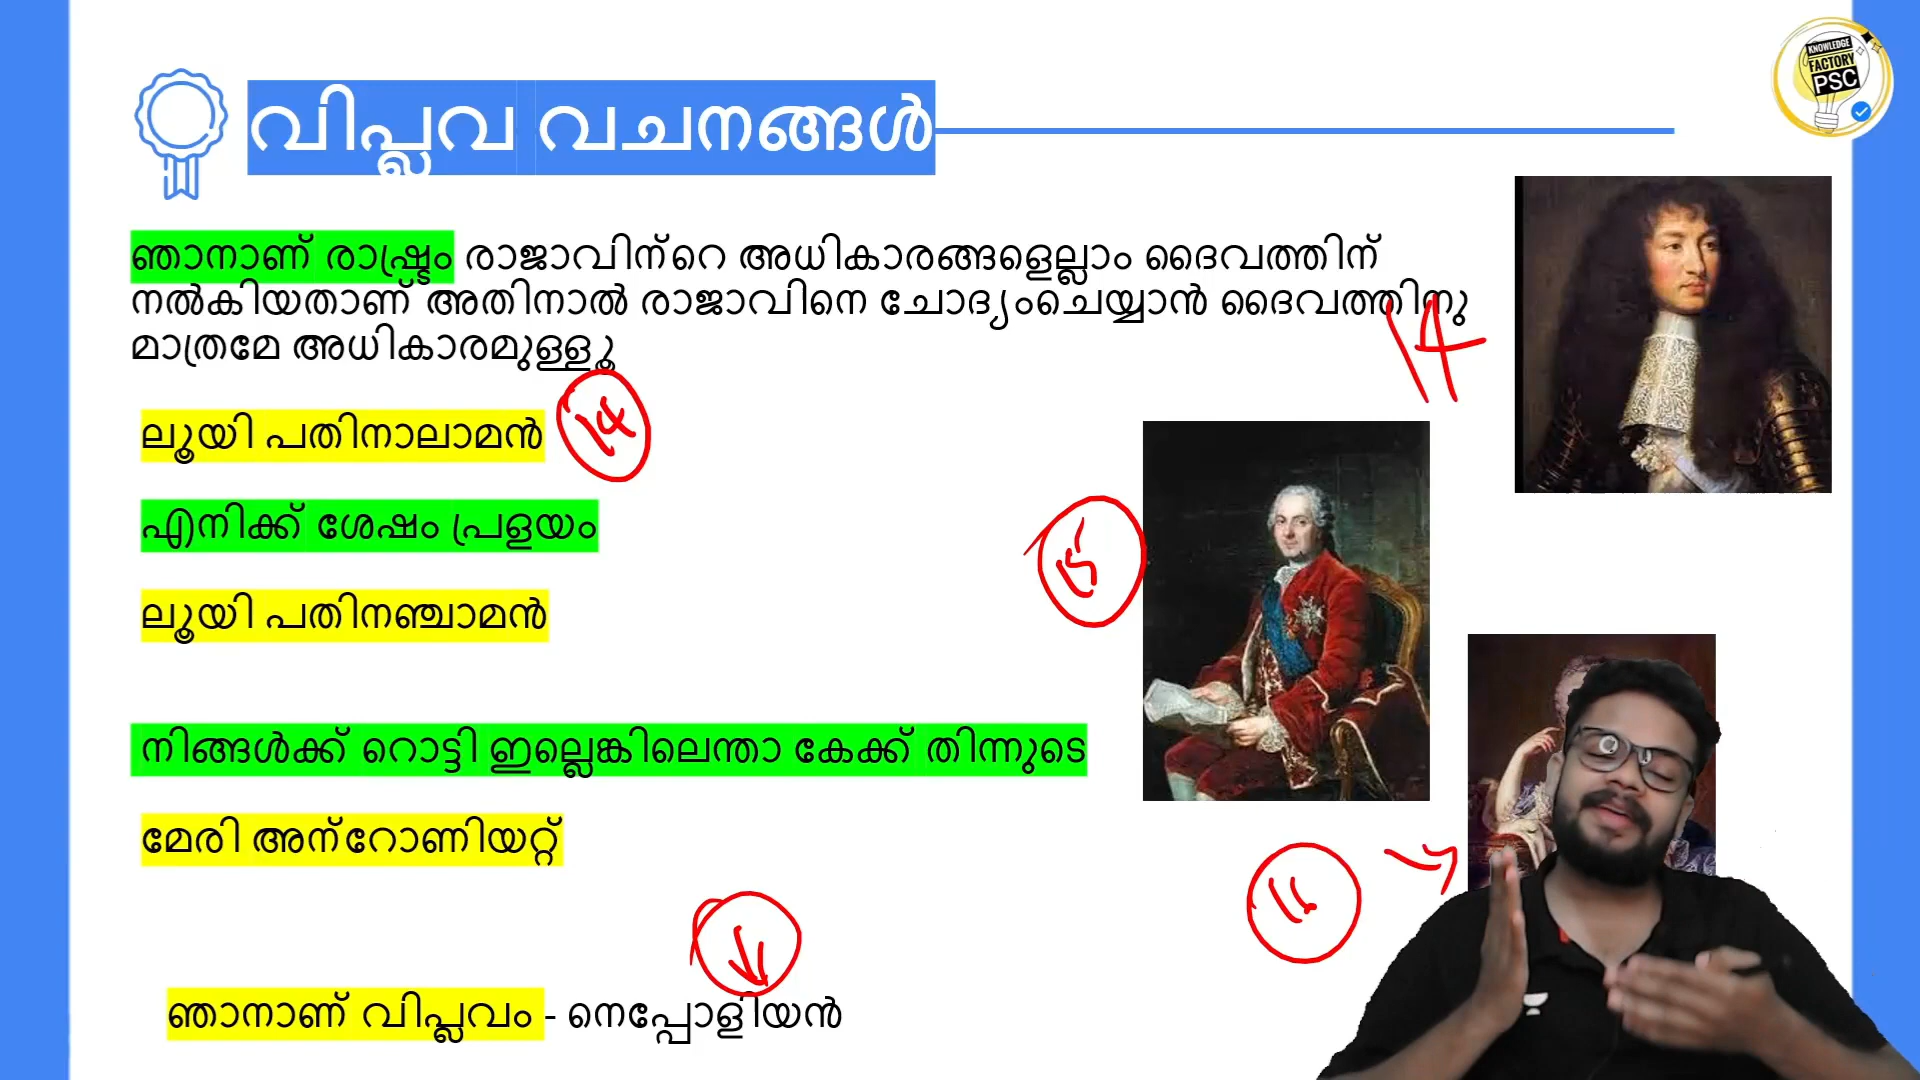 KNOWLEDGE
FACTORY
PSC
വിപ്ലവ വചനങ്ങൾ
ഞാനാണ് രാഷ്ട്രം രാജാവിന്റെ അധികാരങ്ങളെല്ലാം ദൈവത്തിന്
നൽകിയതാണ് അതിനാൽ രാജാവിനെ ചോദ്യംചെയ്യാൻ ദൈവത്തിനു
മാത്രമേ അധികാരമുള്ളൂ
14
ലൂയി പതിനാലാമൻ 14
എനിക്ക് ശേഷം പ്രളയം
15
ലൂയി പതിനഞ്ചാമൻ
നിങ്ങൾക്ക് റൊട്ടി ഇല്ലെങ്കിലെന്താ കേക്ക് തിന്നുടെ
മേരി അന്റോണിയറ്റ്
16
ഞാനാണ് വിപ്ലവം - നെപ്പോളിയൻ